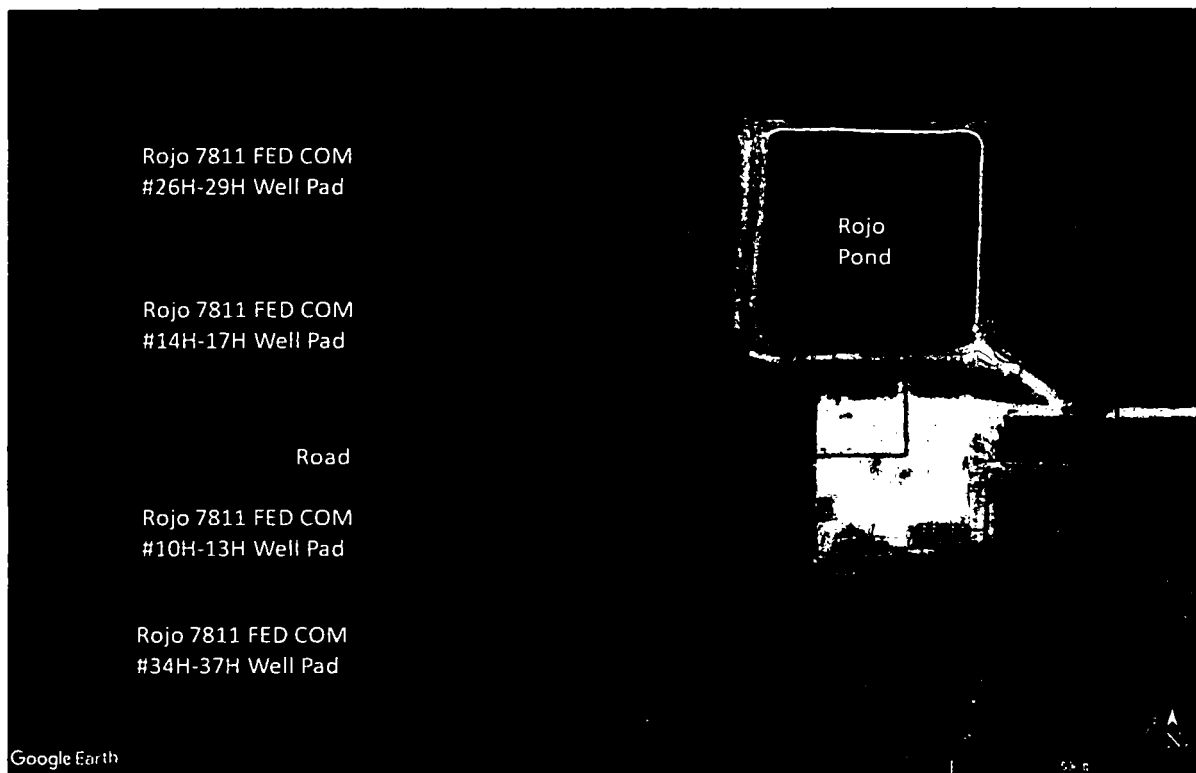 Rojo 7811 FED COM
#26H-29H Well Pad
Rojo
Pond
Rojo 7811 FED COM
#14H-17H Well Pad
Road
Rojo 7811 FED COM
#10H-13H Well Pad
Rojo 7811 FED COM
#34H-37H Well Pad
Google Earth